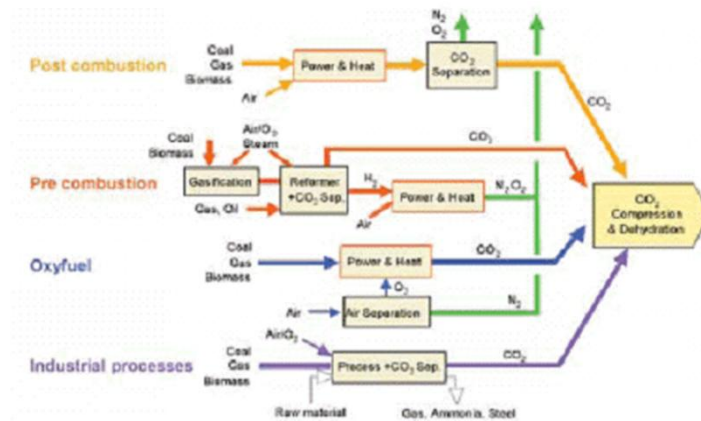 N2
O2
Post combustion
Coal
Gas
Biomass
Air
Power & Heat
CO2
Separation
CO2
Pre combustion
Coal
Biomass
Air/O2
Steam
Gasification
Gas, Oil
Reformer
+CO2 Sep.
H2
Air
Power & Heat
N2 O2
CO2
CO2
Compression
& Dehydration
Oxyfuel
Coal
Gas
Biomass
Power & Heat
CO2
O2
Air
Air Separation
N2
Industrial processes
Coal
Gas
Biomass
Air/O2
Process +CO2 Sep.
CO2
Raw material
Gas, Ammonia, Steel